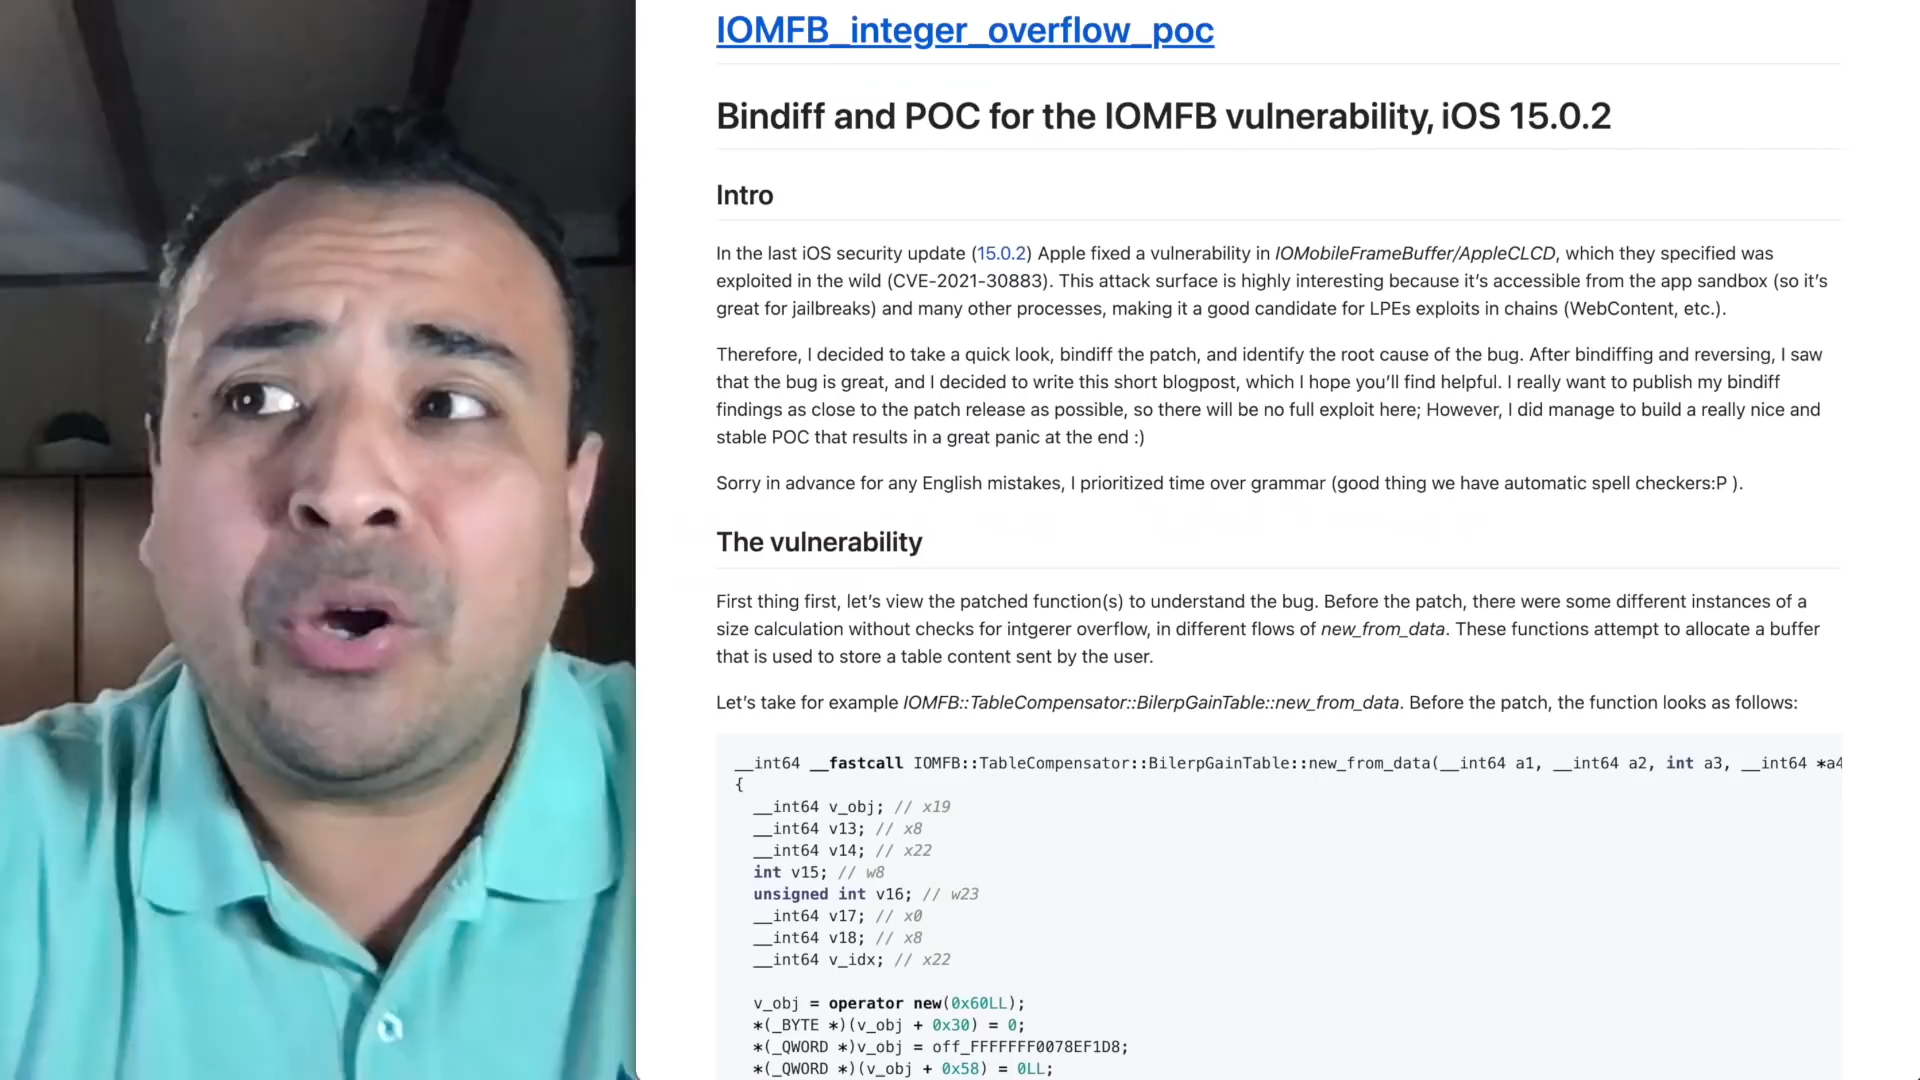 IOMFB_integer_overflow_poc
Bindiff and POC for the IOMFB vulnerability, iOS 15.0.2
Intro
In the last iOS security update (15.0.2) Apple fixed a vulnerability in IOMobileFrameBuffer/AppleCLCD, which they specified was
exploited in the wild (CVE-2021-30883). This attack surface is highly interesting because it’s accessible from the app sandbox (so it’s
great for jailbreaks) and many other processes, making it a good candidate for LPEs exploits in chains (WebContent, etc.).
Therefore, I decided to take a quick look, bindiff the patch, and identify the root cause of the bug. After bindiffing and reversing, I saw
that the bug is great, and I decided to write this short blogpost, which I hope you’ll find helpful. I really want to publish my bindiff
findings as close to the patch release as possible, so there will be no full exploit here; However, I did manage to build a really nice and
stable POC that results in a great panic at the end :)
Sorry in advance for any English mistakes, I prioritized time over grammar (good thing we have automatic spell checkers:P ).
The vulnerability
First thing first, let’s view the patched function(s) to understand the bug. Before the patch, there were some different instances of a
size calculation without checks for intgerer overflow, in different flows of new_from_data. These functions attempt to allocate a buffer
that is used to store a table content sent by the user.
Let’s take for example IOMFB::TableCompensator::BilerpGainTable::new_from_data. Before the patch, the function looks as follows:
__int64 __fastcall IOMFB::TableCompensator::BilerpGainTable::new_from_data(__int64 a1, __int64 a2, int a3, __int64 *a4
{
__int64 v_obj; // x19
__int64 v13; // x8
__int64 v14; // x22
int v15; // w8
unsigned int v16; // w23
__int64 v17; // x0
__int64 v18; // x8
__int64 v_idx; // x22
v_obj = operator new(0x60LL);
*(_BYTE *)(v_obj + 0x30) = 0;
*(_QWORD *)v_obj = off_FFFFFFF0078EF1D8;
*(_QWORD *)(v_obj + 0x58) = 0LL;